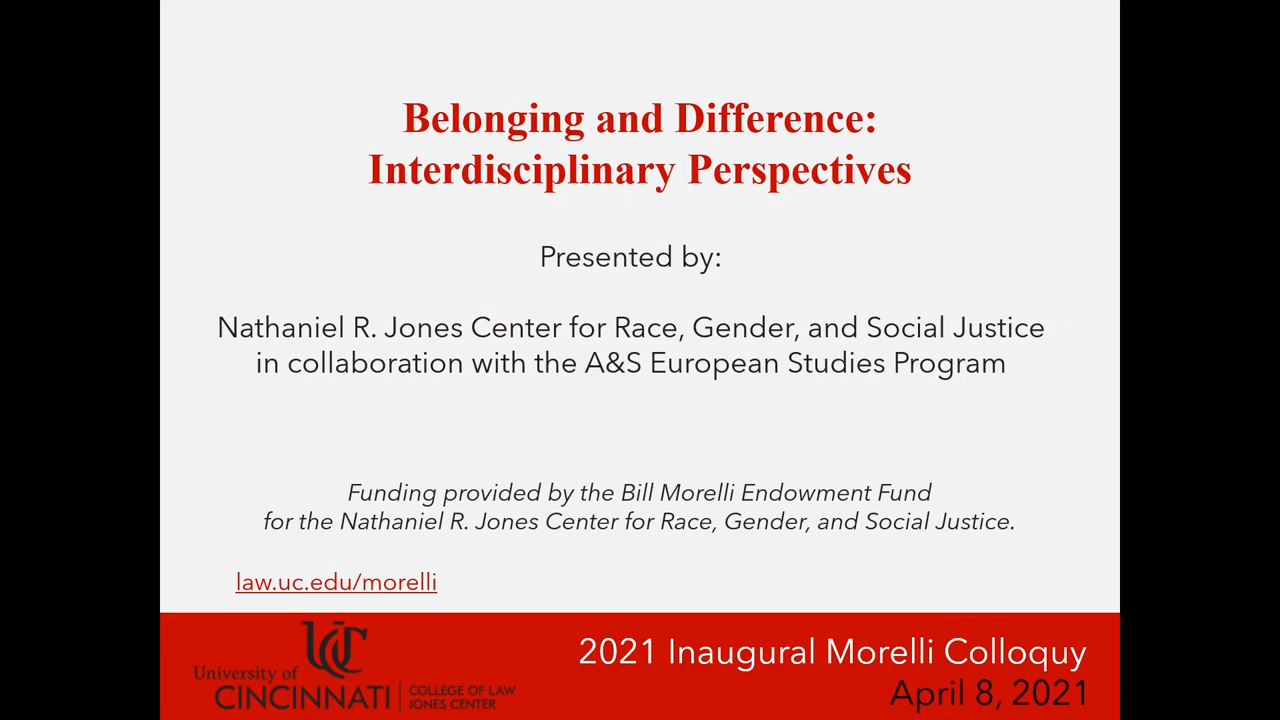 Belonging and Difference:
Interdisciplinary Perspectives
Presented by:
Nathaniel R. Jones Center for Race, Gender, and Social Justice
in collaboration with the A&S European Studies Program
Funding provided by the Bill Morelli Endowment Fund
for the Nathaniel R. Jones Center for Race, Gender, and Social Justice.
law.uc.edu/morelli
UC
University of
CINCINNATI
COLLEGE OF LAW
JONES CENTER
2021 Inaugural Morelli Colloquy
April 8, 2021